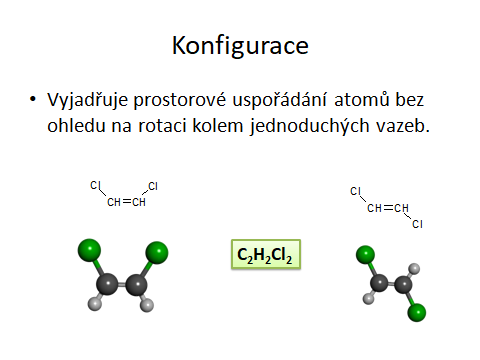 Konfigurace
• Vyjadřuje prostorové uspořádání atomů bez
ohledu na rotaci kolem jednoduchých vazeb.
Cl Cl
CH=CH
Cl
CH=CH
Cl
C₂H₂Cl₂